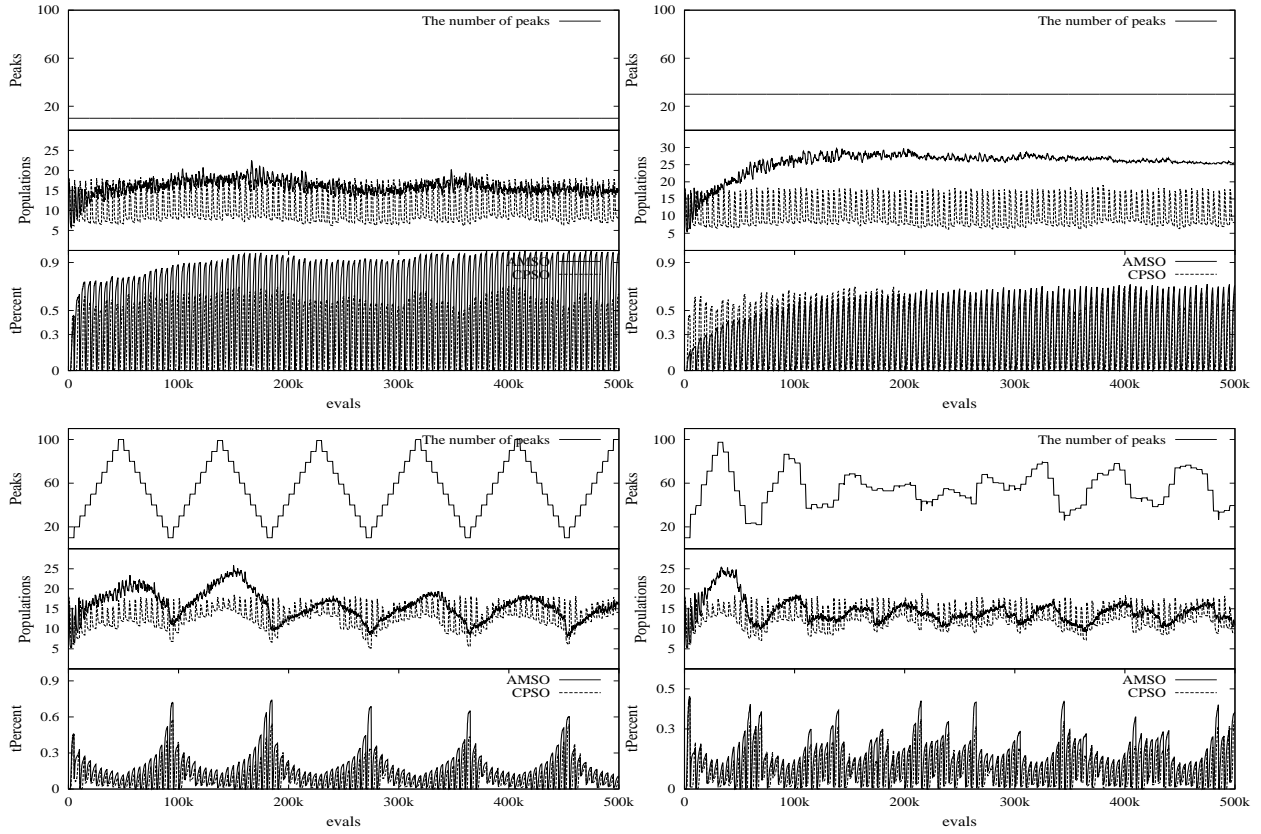 100
The number of peaks
60
20
Peaks
25
20
15
10
5
Populations
0.9
AMSO
CPSO
0.5
0.3
0
tPercent
0 100k 200k 300k 400k 500k
evals
100
The number of peaks
60
20
Peaks
30
25
20
15
10
5
Populations
0.9
AMSO
CPSO
0.5
0.3
0
tPercent
0 100k 200k 300k 400k 500k
evals
100
The number of peaks
60
20
Peaks
25
20
15
10
5
Populations
0.9
AMSO
CPSO
0.6
0.3
0
tPercent
0 100k 200k 300k 400k 500k
evals
100
The number of peaks
60
20
Peaks
25
20
15
10
5
Populations
AMSO
0.5
CPSO
0.3
0
tPercent
0 100k 200k 300k 400k 500k
evals